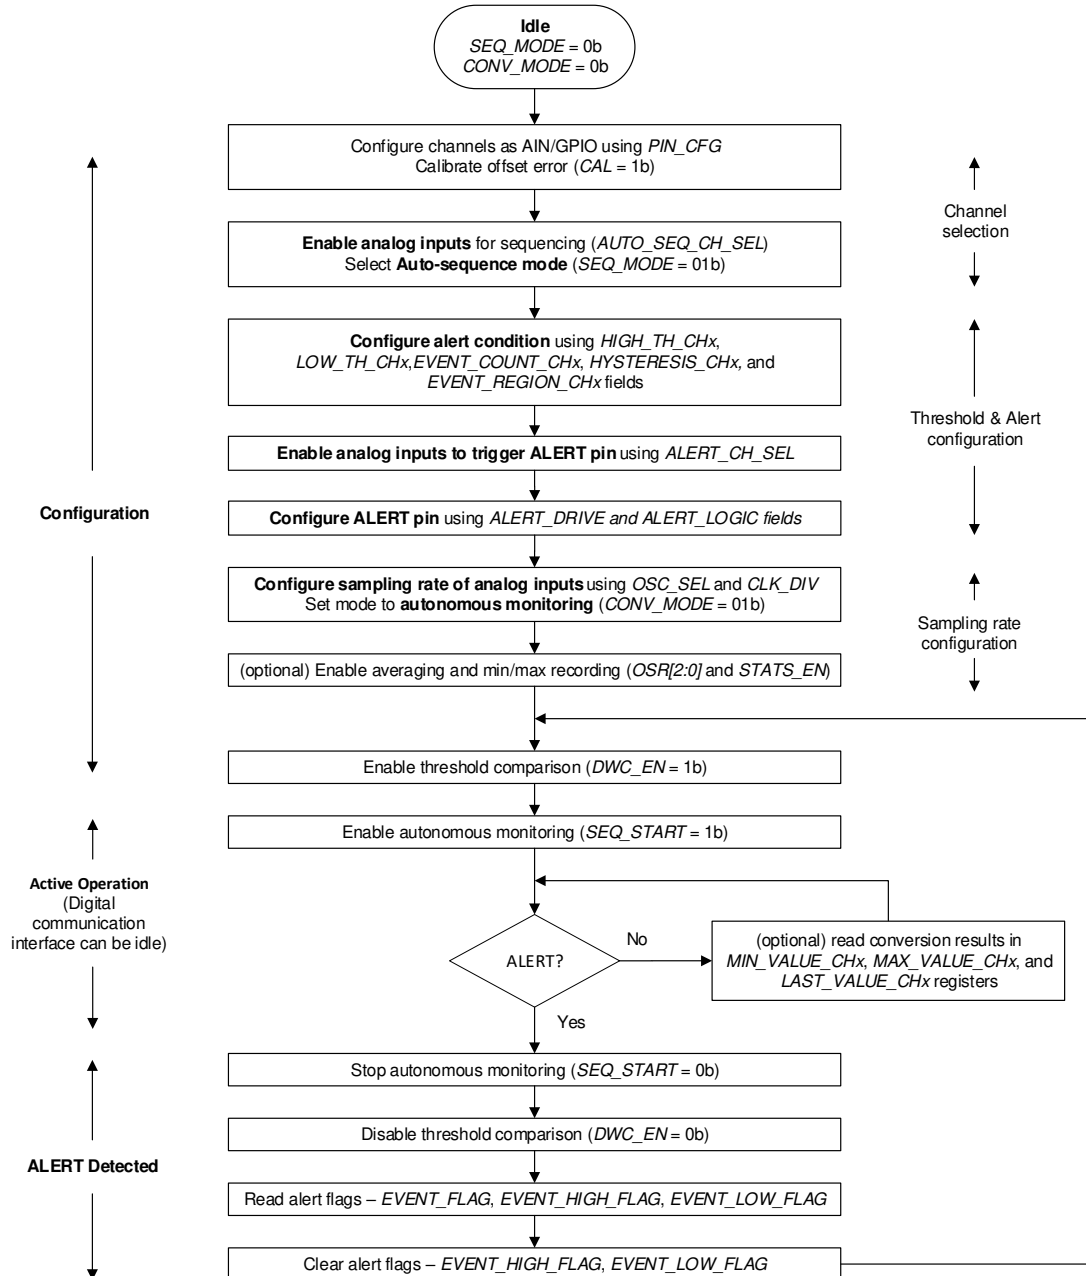 Idle
SEQ_MODE = 0b
CONV_MODE = 0b
Configure channels as AIN/GPIO using PIN_CFG
Calibrate offset error (CAL = 1b)
Channel
selection
Enable analog inputs for sequencing (AUTO_SEQ_CH_SEL)
Select Auto-sequence mode (SEQ_MODE = 01b)
Configure alert condition using HIGH_TH_CHx,
LOW_TH_CHx,EVENT_COUNT_CHx, HYSTERESIS_CHx, and
EVENT_REGION_CHx fields
Threshold & Alert
configuration
Enable analog inputs to trigger ALERT pin using ALERT_CH_SEL
Configuration
Configure ALERT pin using ALERT_DRIVE and ALERT_LOGIC fields
Configure sampling rate of analog inputs using OSC_SEL and CLK_DIV
Set mode to autonomous monitoring (CONV_MODE = 01b)
Sampling rate
configuration
(optional) Enable averaging and min/max recording (OSR[2:0] and STATS_EN)
Enable threshold comparison (DWC_EN = 1b)
Enable autonomous monitoring (SEQ_START = 1b)
Active Operation
(Digital
communication
interface can be idle)
ALERT?
No
(optional) read conversion results in
MIN_VALUE_CHx, MAX_VALUE_CHx, and
LAST_VALUE_CHx registers
Yes
Stop autonomous monitoring (SEQ_START = 0b)
Disable threshold comparison (DWC_EN = 0b)
ALERT Detected
Read alert flags – EVENT_FLAG, EVENT_HIGH_FLAG, EVENT_LOW_FLAG
Clear alert flags – EVENT_HIGH_FLAG, EVENT_LOW_FLAG